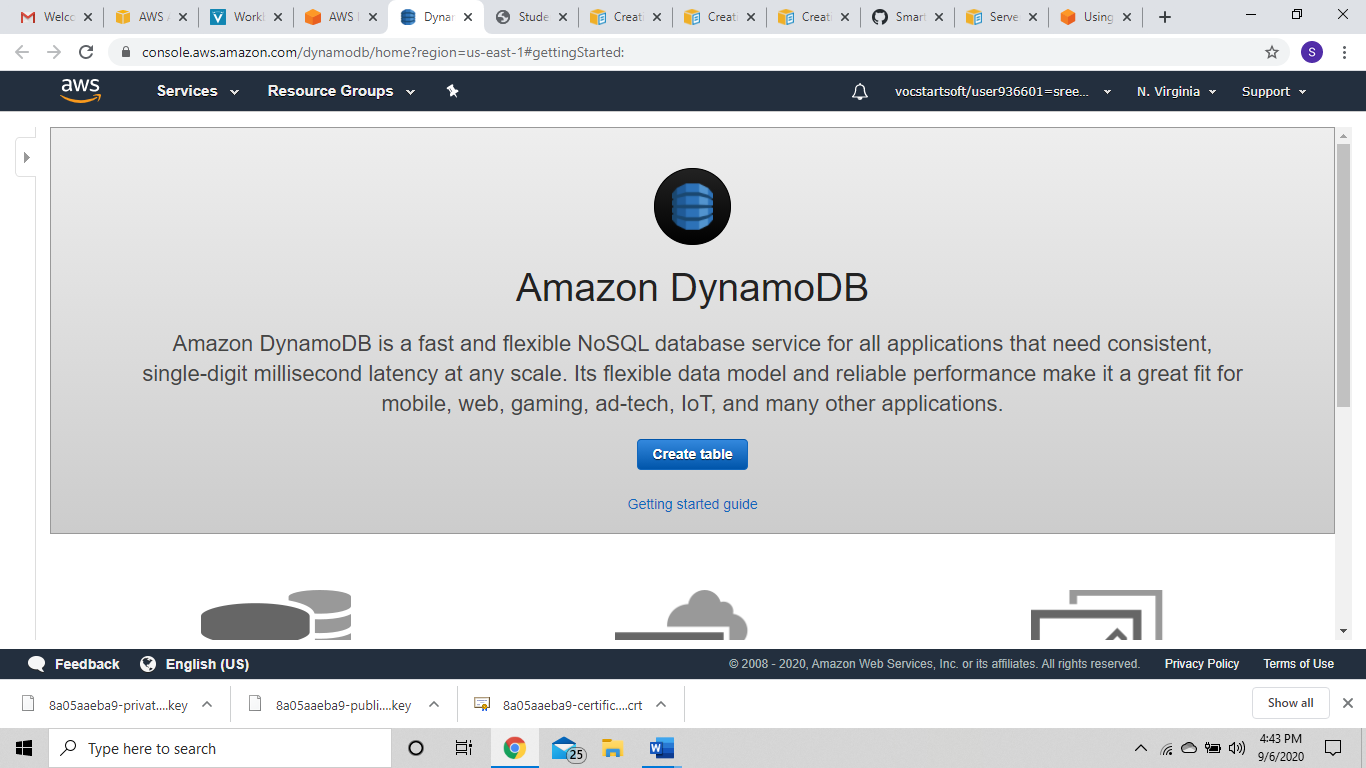 Welco
AWS A
Workb
AWS I
Dynar
Stude
Creati
Creati
Creati
Smar
Serve
Using
console.aws.amazon.com/dynamodb/home?region=us-east-1#gettingStarted:
S
aws
Services
Resource Groups
vocstartsoft/user936601=sree...
N. Virginia
Support
Amazon DynamoDB
Amazon DynamoDB is a fast and flexible NoSQL database service for all applications that need consistent,
single-digit millisecond latency at any scale. Its flexible data model and reliable performance make it a great fit for
mobile, web, gaming, ad-tech, IoT, and many other applications.
Create table
Getting started guide
Feedback
English (US)
© 2008 - 2020, Amazon Web Services, Inc. or its affiliates. All rights reserved.
Privacy Policy
Terms of Use
8a05aaeba9-privat....key
8a05aaeba9-publi....key
8a05aaeba9-certific....crt
Show all
Type here to search
25
4:43 PM
9/6/2020